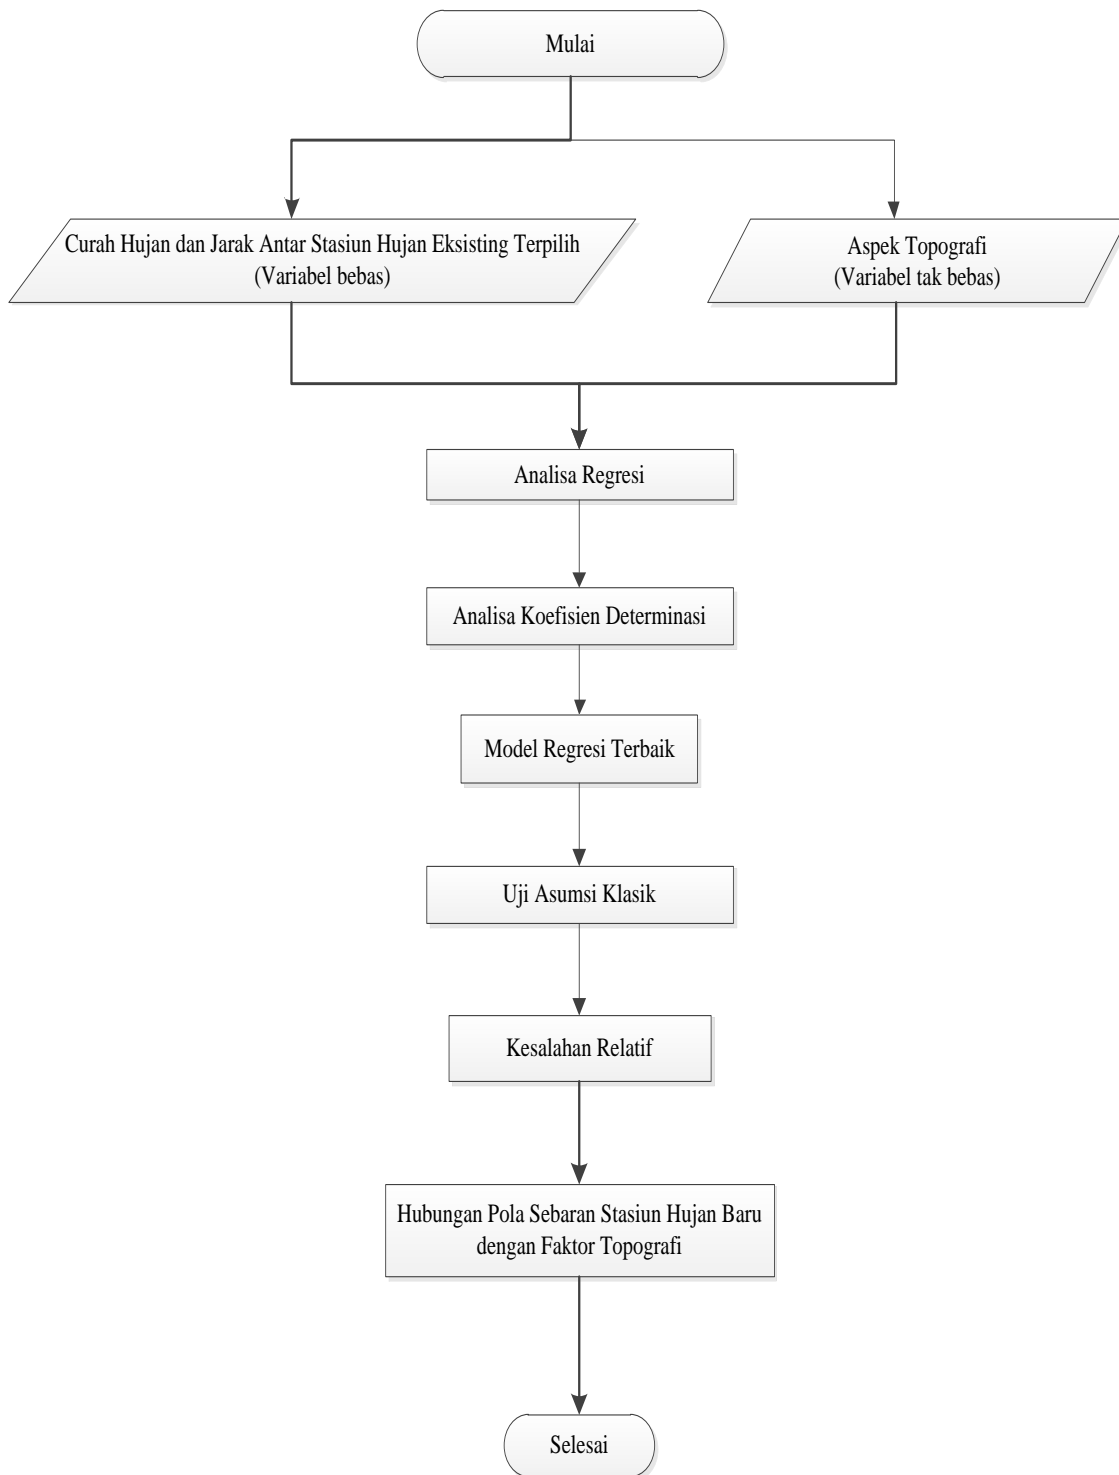 Mulai
Curah Hujan dan Jarak Antar Stasiun Hujan Eksisting Terpilih
(Variabel bebas)
Aspek Topografi
(Variabel tak bebas)
Analisa Regresi
Analisa Koefisien Determinasi
Model Regresi Terbaik
Uji Asumsi Klasik
Kesalahan Relatif
Hubungan Pola Sebaran Stasiun Hujan Baru
dengan Faktor Topografi
Selesai